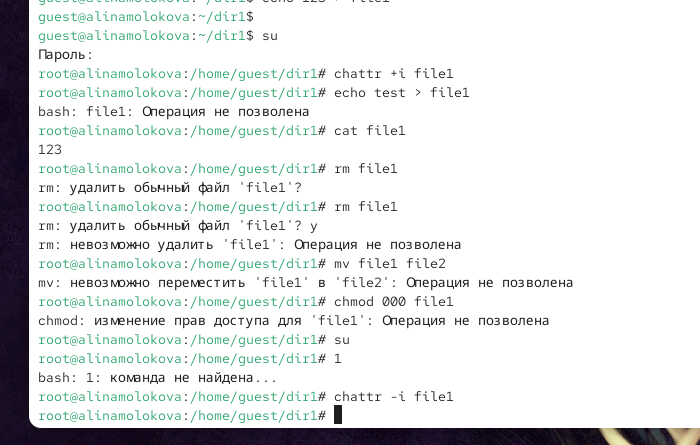 guest@alinamolokova:~/dir1$ echo 123 > file1
guest@alinamolokova:~/dir1$
guest@alinamolokova:~/dir1$ su
Пароль:
root@alinamolokova:/home/guest/dir1# chattr +i file1
root@alinamolokova:/home/guest/dir1# echo test > file1
bash: file1: Операция не позволена
root@alinamolokova:/home/guest/dir1# cat file1
123
root@alinamolokova:/home/guest/dir1# rm file1
rm: удалить обычный файл 'file1'?
root@alinamolokova:/home/guest/dir1# rm file1
rm: удалить обычный файл 'file1'? y
rm: невозможно удалить 'file1': Операция не позволена
root@alinamolokova:/home/guest/dir1# mv file1 file2
mv: невозможно переместить 'file1' в 'file2': Операция не позволена
root@alinamolokova:/home/guest/dir1# chmod 000 file1
chmod: изменение прав доступа для 'file1': Операция не позволена
root@alinamolokova:/home/guest/dir1# su
root@alinamolokova:/home/guest/dir1# 1
bash: 1: команда не найдена...
root@alinamolokova:/home/guest/dir1# chattr -i file1
root@alinamolokova:/home/guest/dir1#